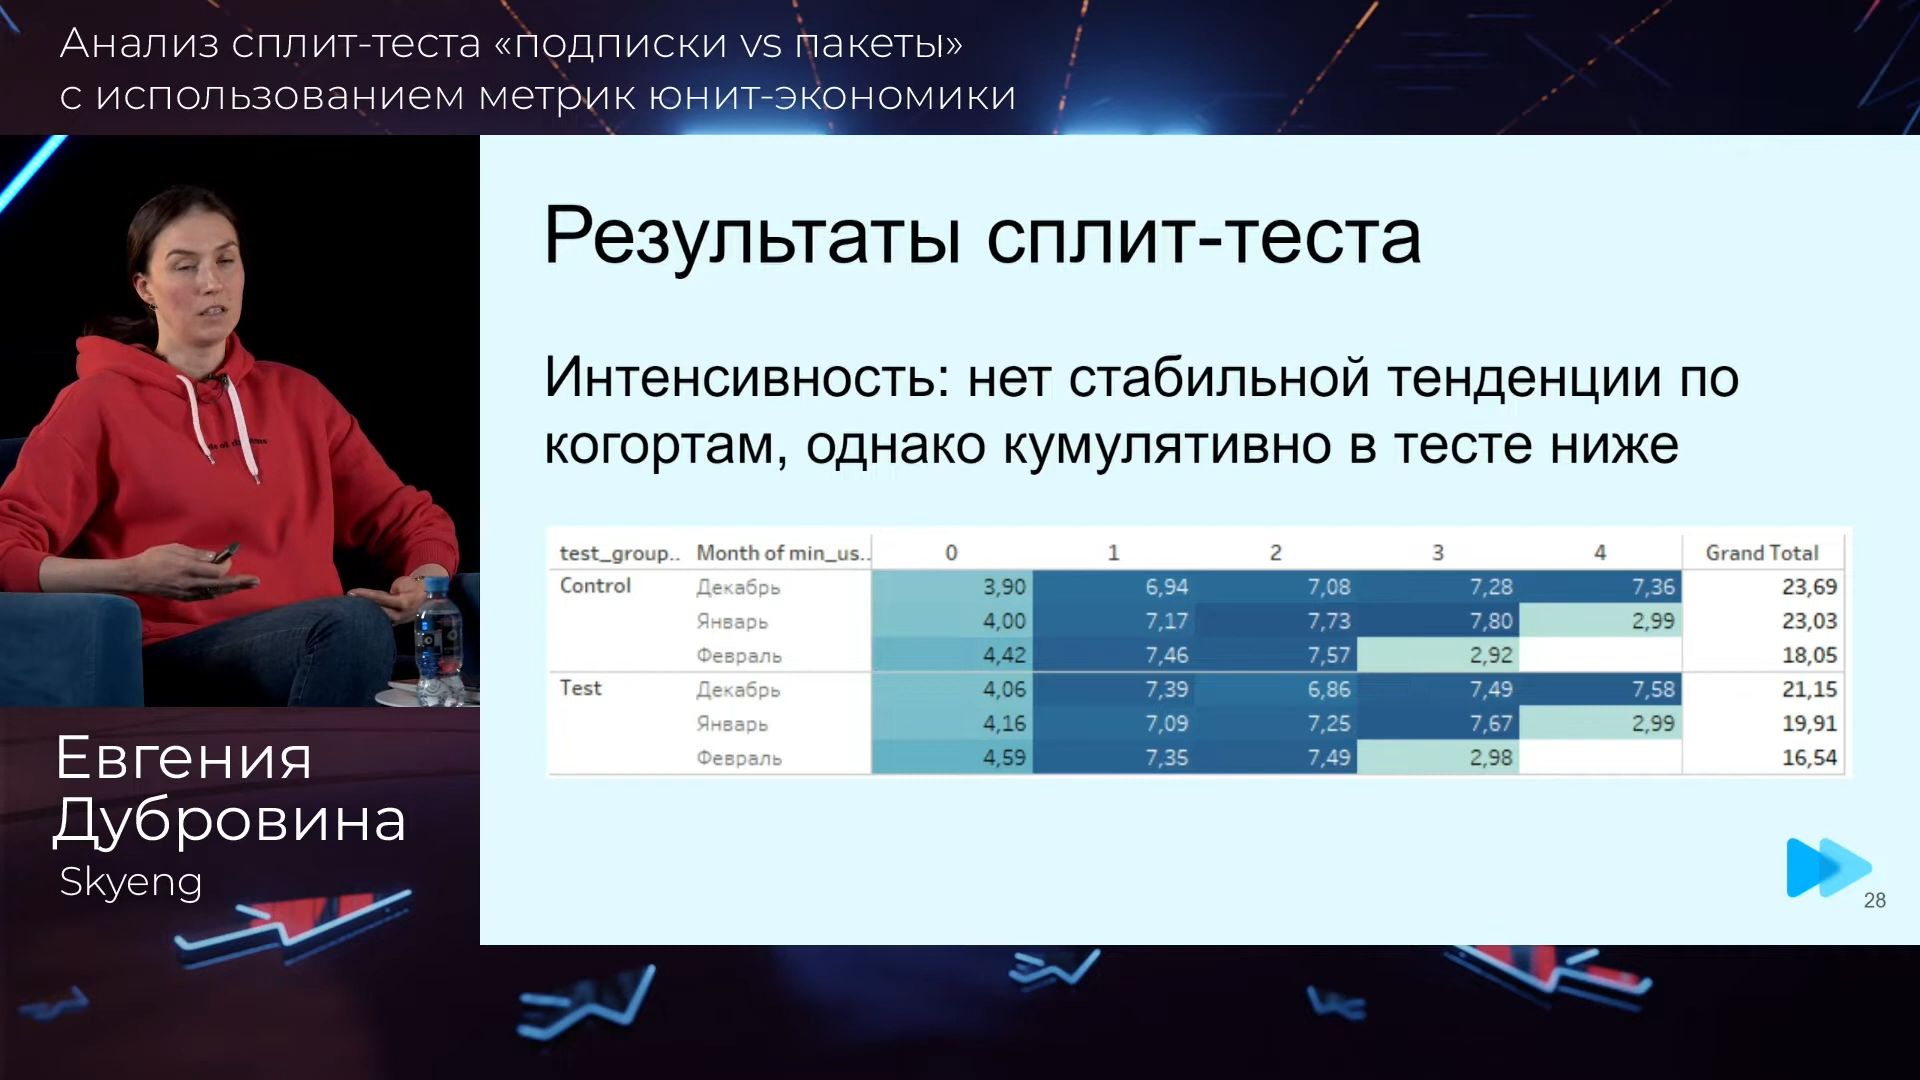 Анализ сплит-теста «подписки vs пакеты»
с использованием метрик юнит-экономики
Результаты сплит-теста
Интенсивность: нет стабильной тенденции по
когортам, однако кумулятивно в тесте ниже
test_group.. Month of min_us.. 0 1 2 3 4 Grand Total
Control Декабрь 3,90 6,94 7,08 7,28 7,36 23,69
Январь 4,00 7,17 7,73 7,80 2,99 23,03
Февраль 4,42 7,46 7,57 2,92 18,05
Test Декабрь 4,06 7,39 6,86 7,49 7,58 21,15
Январь 4,16 7,09 7,25 7,67 2,99 19,91
Февраль 4,59 7,35 7,49 2,98 16,54
28
Евгения
Дубровина
Skyeng